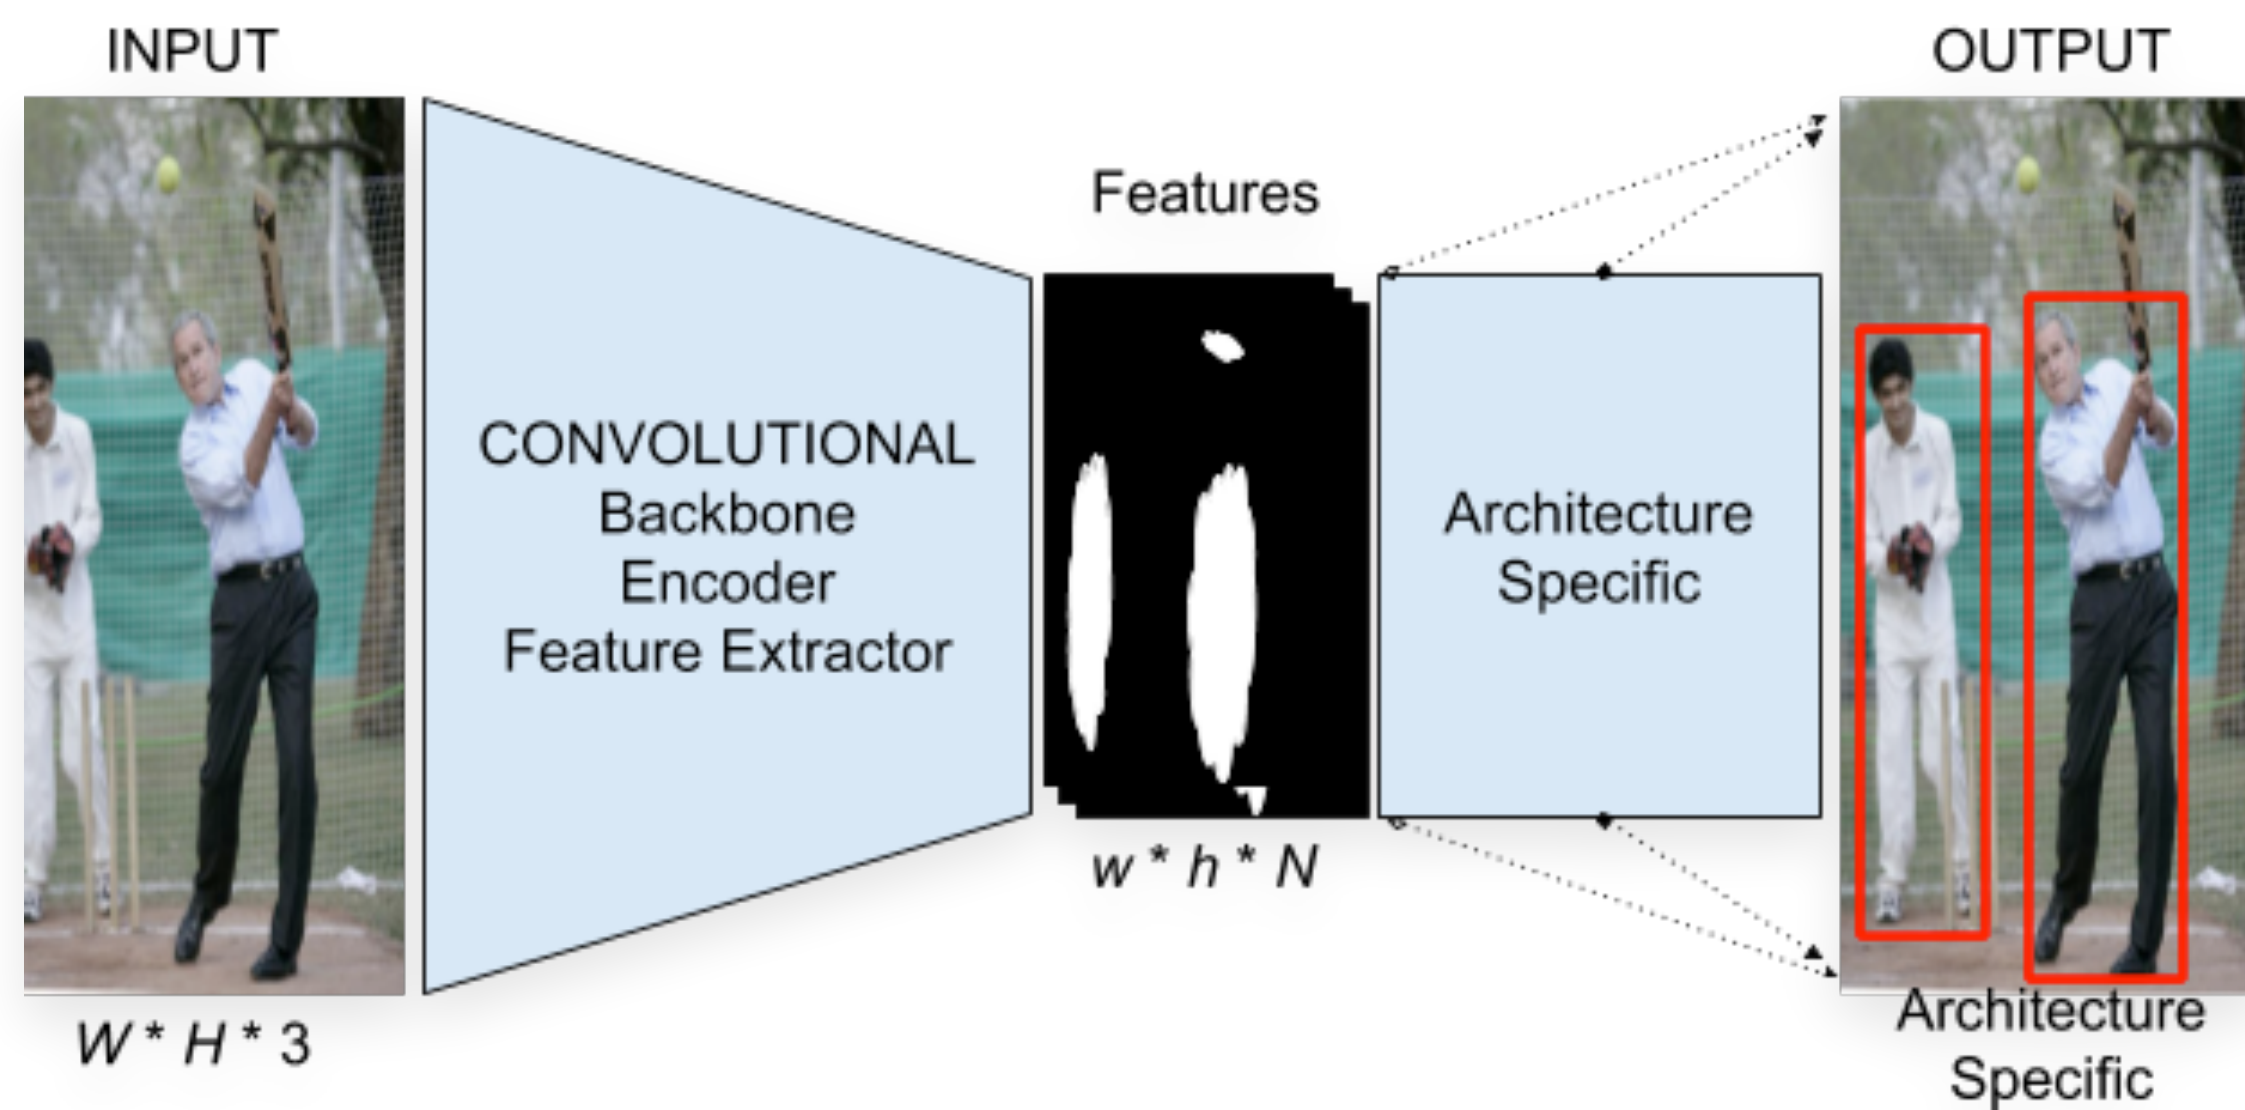 INPUT
OUTPUT
Features
CONVOLUTIONAL
Backbone
Encoder
Feature Extractor
Architecture
Specific
w * h * N
W * H * 3
Architecture
Specific